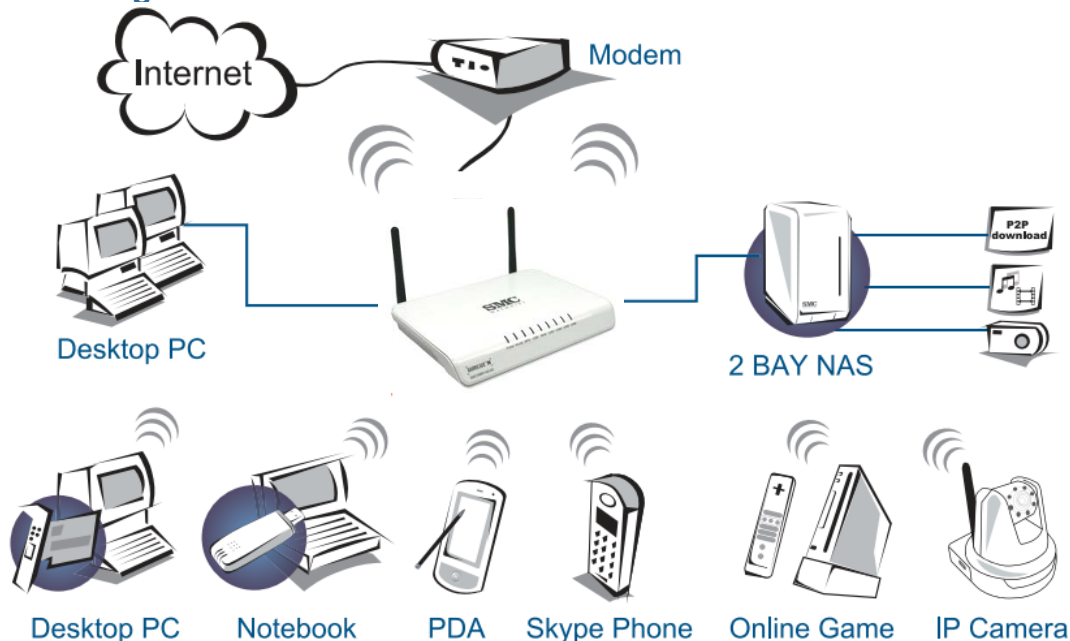 Internet
Modem
SMC
P2P
download
SMC
Desktop PC
2 BAY NAS
Desktop PC
Notebook
PDA
Skype Phone
Online Game
IP Camera